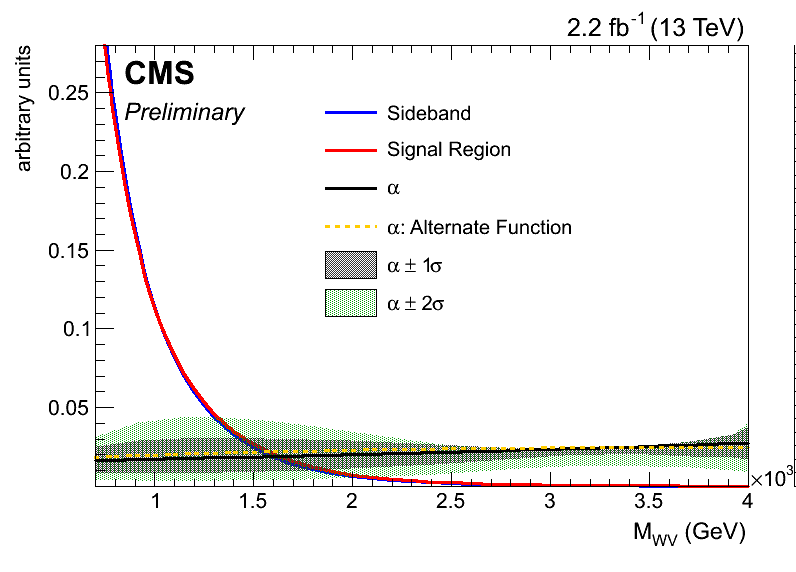 2.2 fb⁻¹ (13 TeV)
arbitrary units
CMS
Preliminary
Sideband
Signal Region
α
α: Alternate Function
α ± 1σ
α ± 2σ
0.25
0.2
0.15
0.1
0.05
1 1.5 2 2.5 3 3.5 4
×10³
M_WV (GeV)